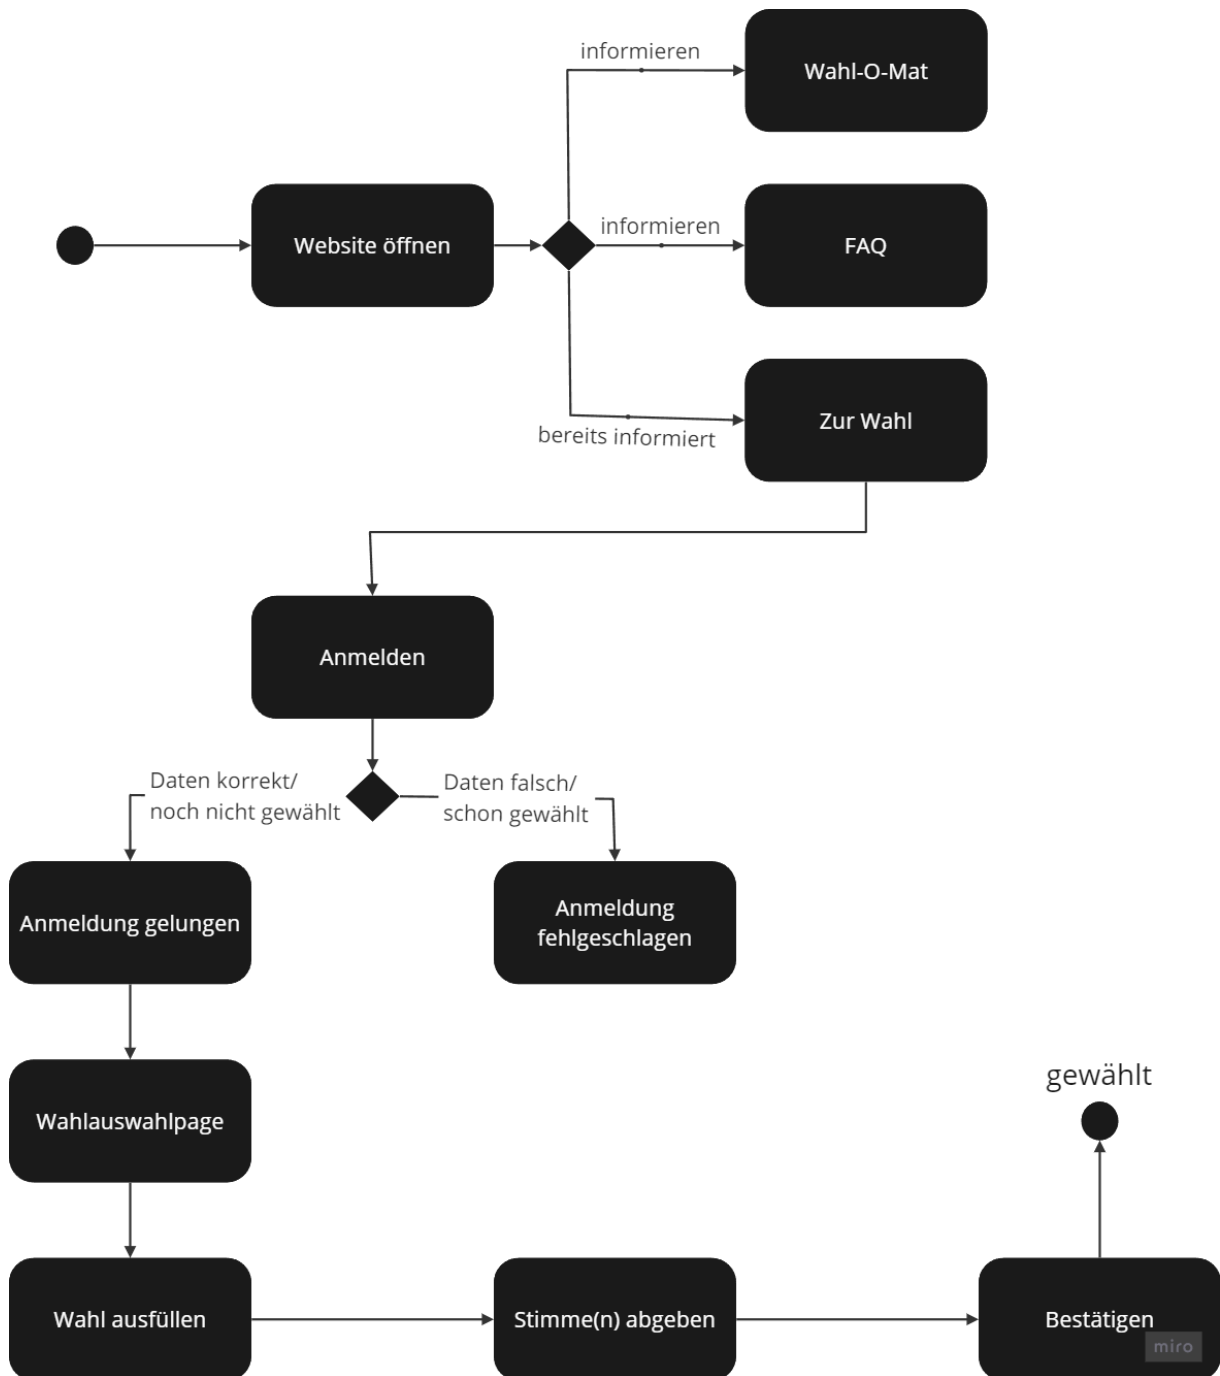 informieren
Wahl-O-Mat
informieren
Website öffnen
FAQ
Zur Wahl
bereits informiert
Anmelden
Daten korrekt/
noch nicht gewählt
Daten falsch/
schon gewählt
Anmeldung gelungen
Anmeldung
fehlgeschlagen
gewählt
Wahlauswahlpage
Wahl ausfüllen
Stimme(n) abgeben
Bestätigen
miro